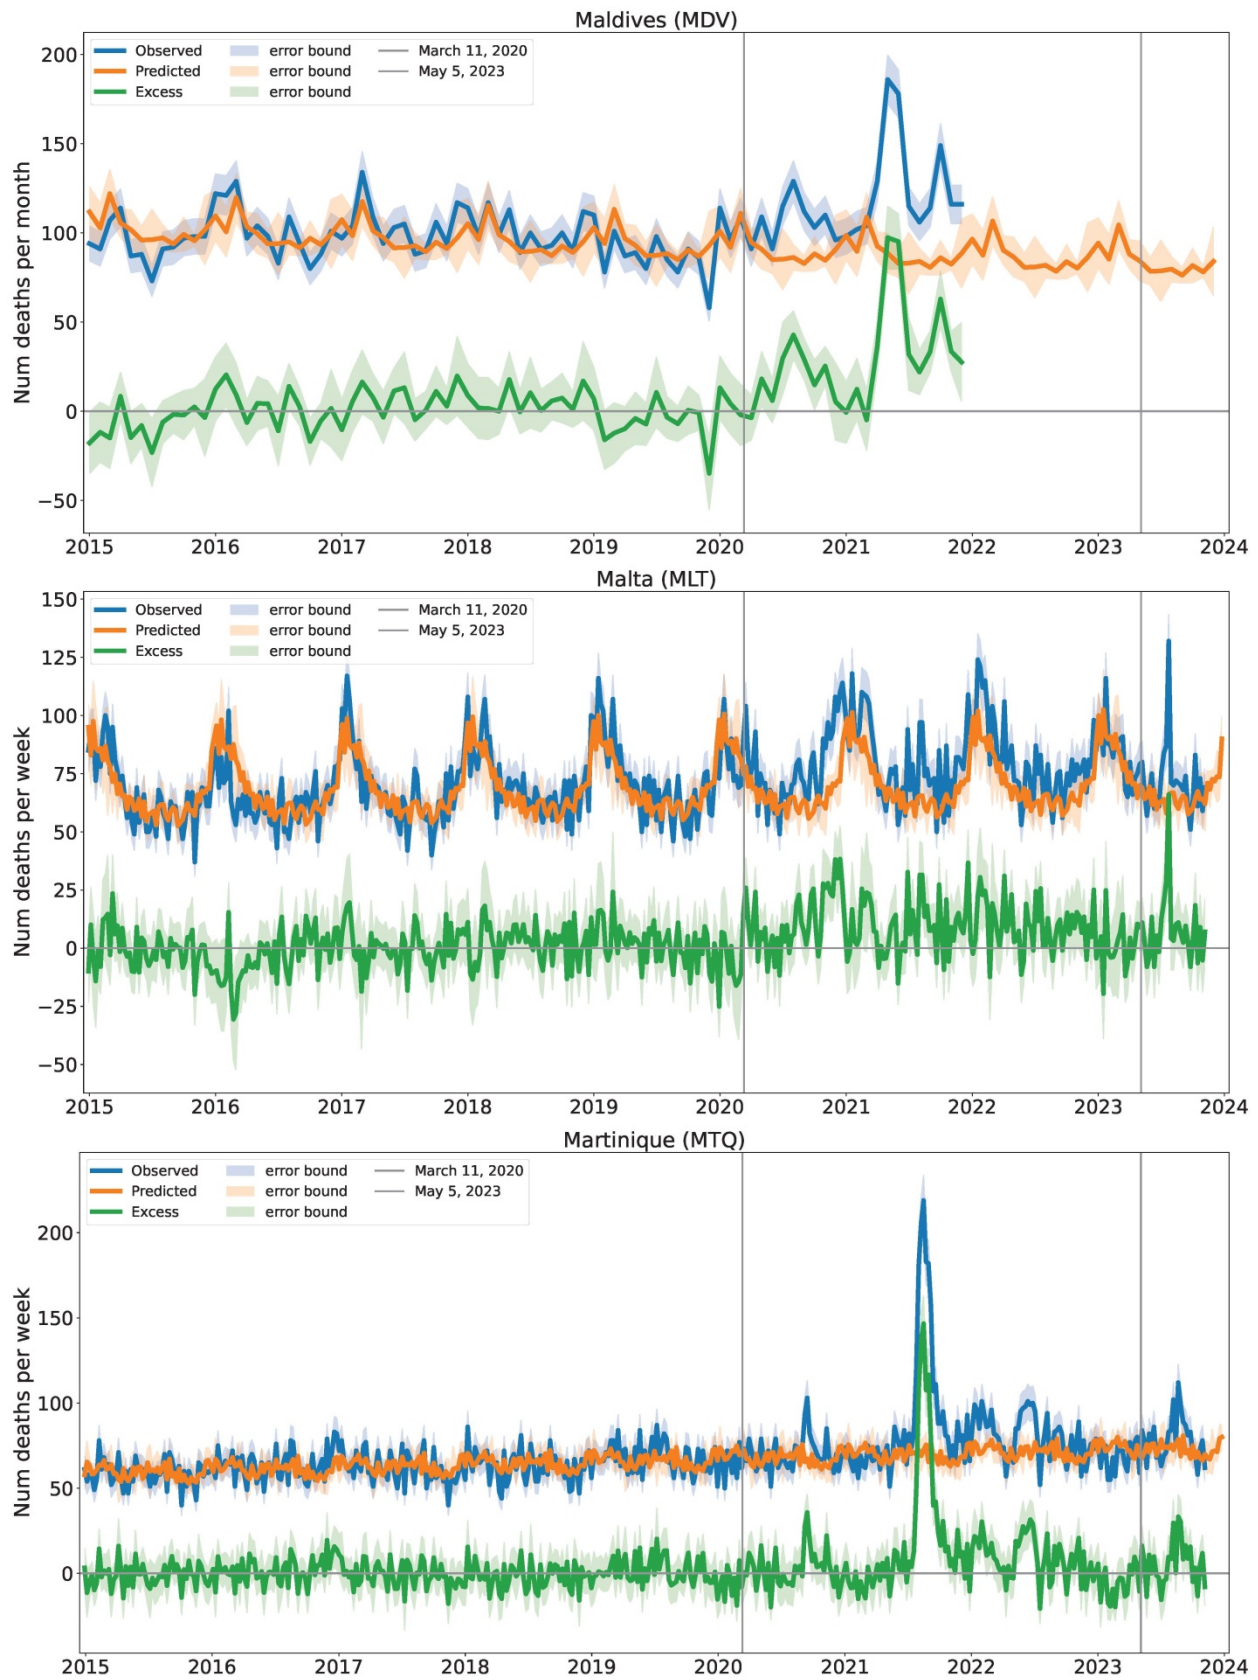 Maldives (MDV)
Observed error bound March 11, 2020
Predicted error bound May 5, 2023
Excess error bound
Num deaths per month
200
150
100
50
0
−50
2015 2016 2017 2018 2019 2020 2021 2022 2023 2024
Malta (MLT)
Observed error bound March 11, 2020
Predicted error bound May 5, 2023
Excess error bound
Num deaths per week
150
125
100
75
50
25
0
−25
−50
2015 2016 2017 2018 2019 2020 2021 2022 2023 2024
Martinique (MTQ)
Observed error bound March 11, 2020
Predicted error bound May 5, 2023
Excess error bound
Num deaths per week
200
150
100
50
0
2015 2016 2017 2018 2019 2020 2021 2022 2023 2024